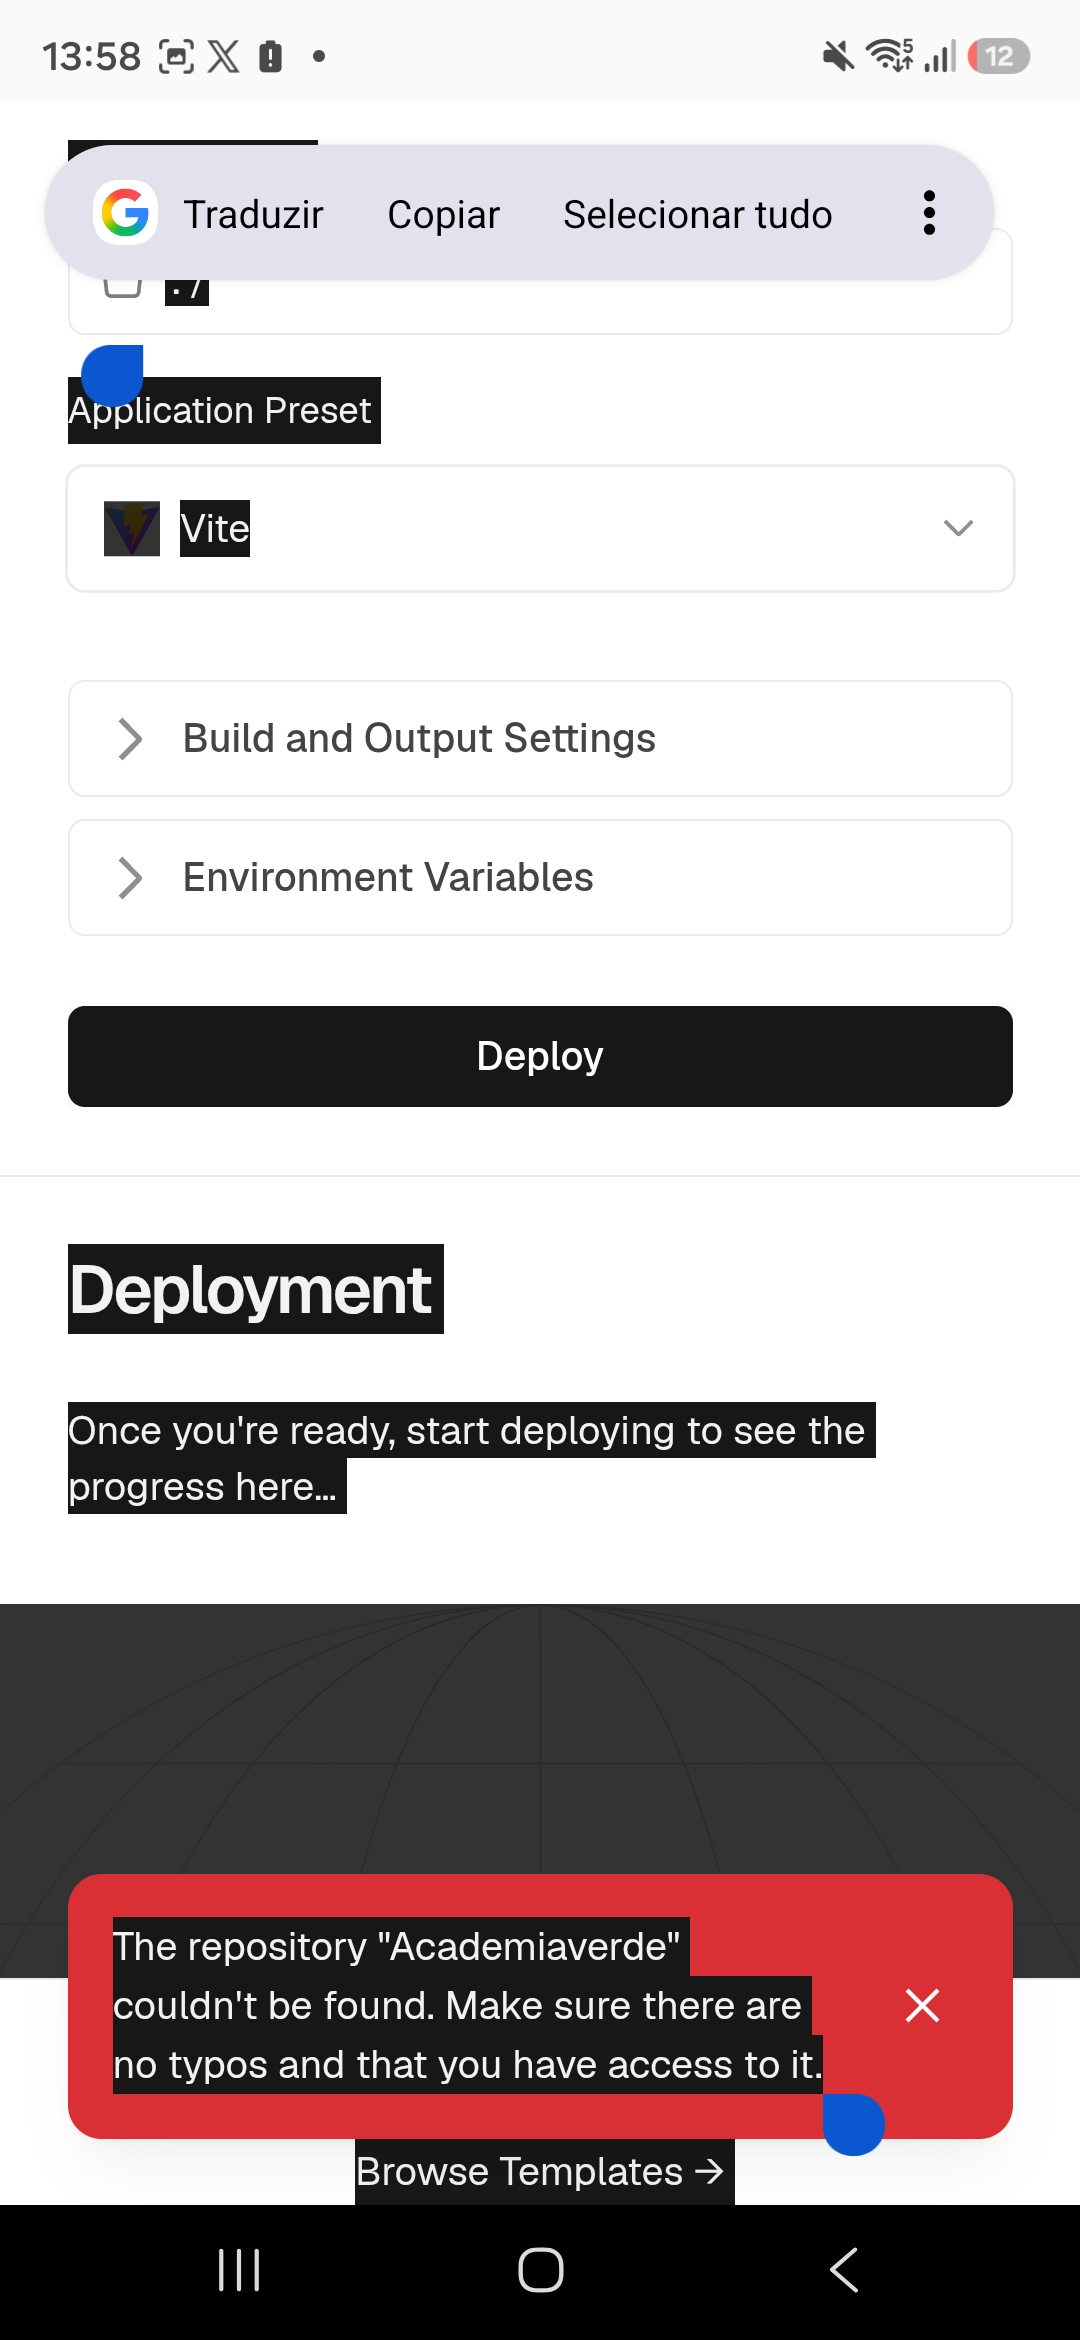 13:58
5
12
Traduzir Copiar Selecionar tudo
./
Application Preset
Vite
Build and Output Settings
Environment Variables
Deploy
Deployment
Once you're ready, start deploying to see the
progress here...
The repository "Academiaverde"
couldn't be found. Make sure there are
no typos and that you have access to it.
Browse Templates →